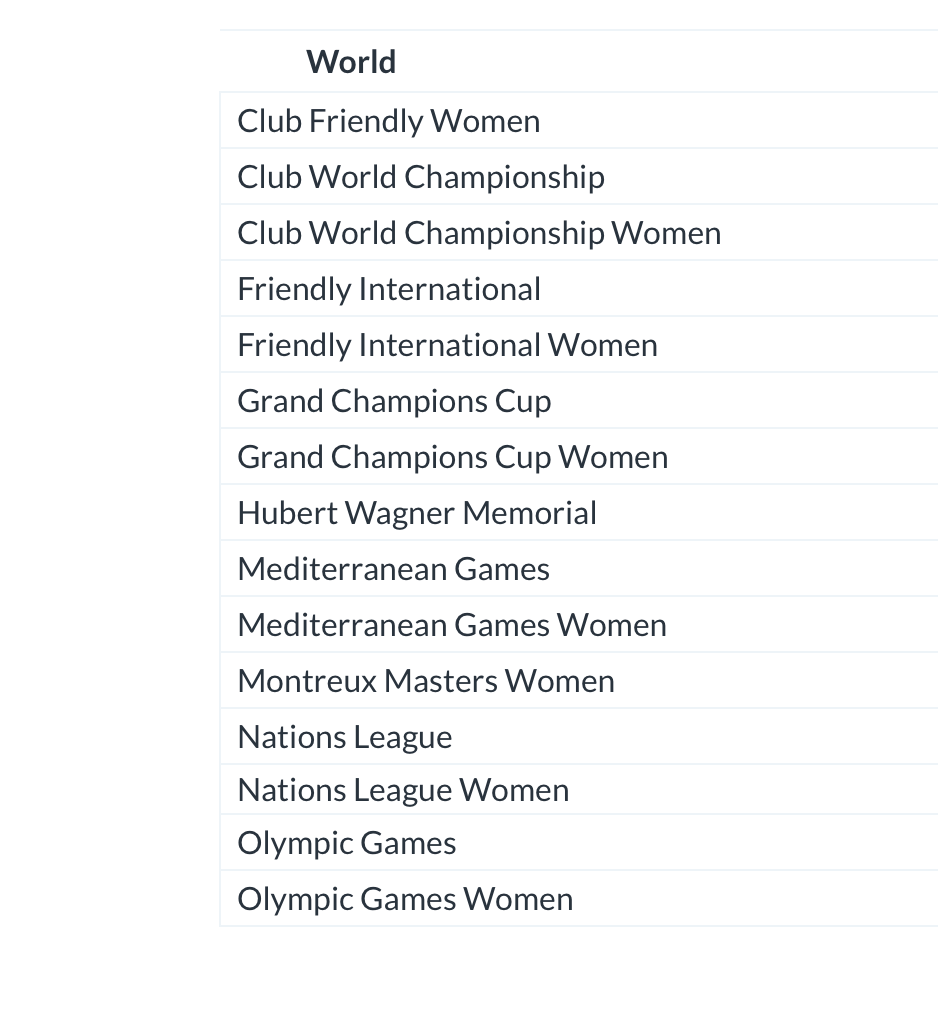 World
Club Friendly Women
Club World Championship
Club World Championship Women
Friendly International
Friendly International Women
Grand Champions Cup
Grand Champions Cup Women
Hubert Wagner Memorial
Mediterranean Games
Mediterranean Games Women
Montreux Masters Women
Nations League
Nations League Women
Olympic Games
Olympic Games Women